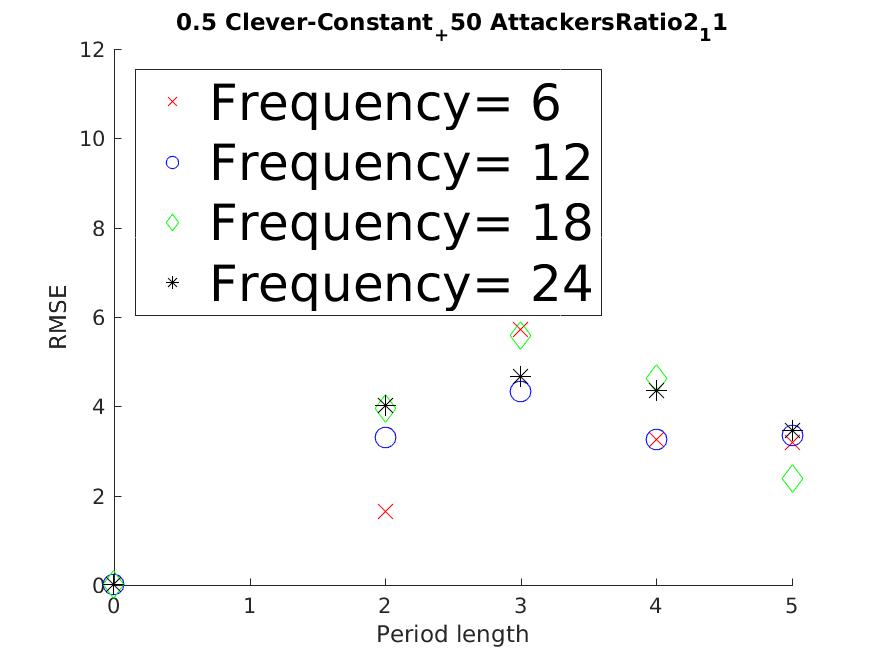 0.5 Clever-Constant+50 AttackersRatio211
12
10
8
6
4
2
0
RMSE
Frequency= 6
Frequency= 12
Frequency= 18
Frequency= 24
0 1 2 3 4 5
Period length